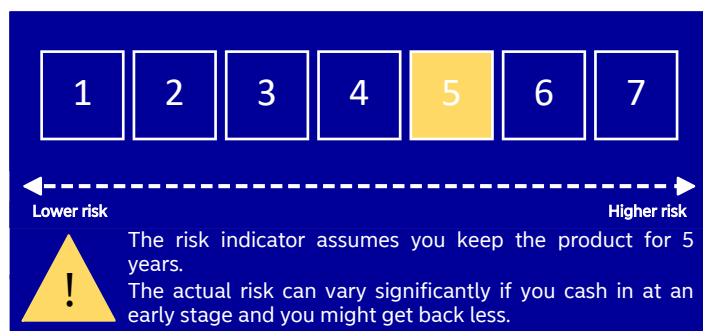 1 2 3 4 5 6 7
Lower risk Higher risk
The risk indicator assumes you keep the product for 5
years.
!
The actual risk can vary significantly if you cash in at an
early stage and you might get back less.